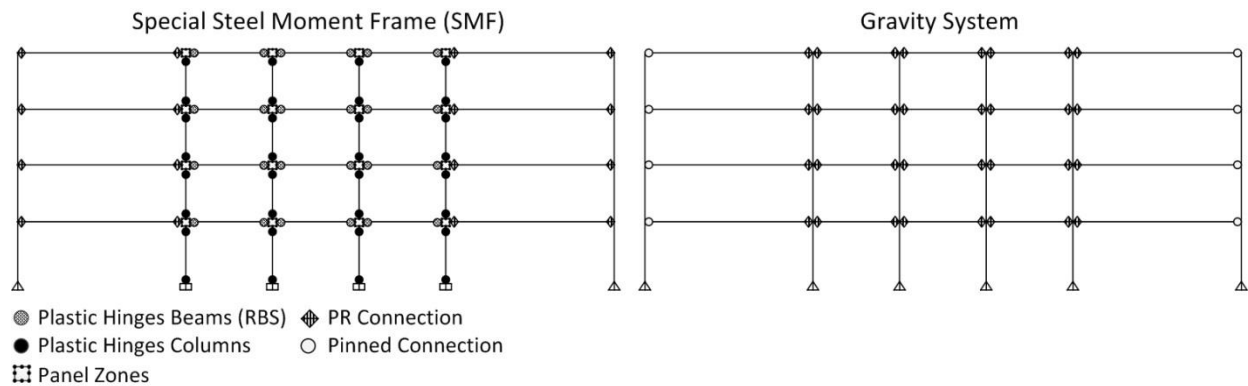 Special Steel Moment Frame (SMF)
Gravity System
Plastic Hinges Beams (RBS)
PR Connection
Plastic Hinges Columns
Pinned Connection
Panel Zones